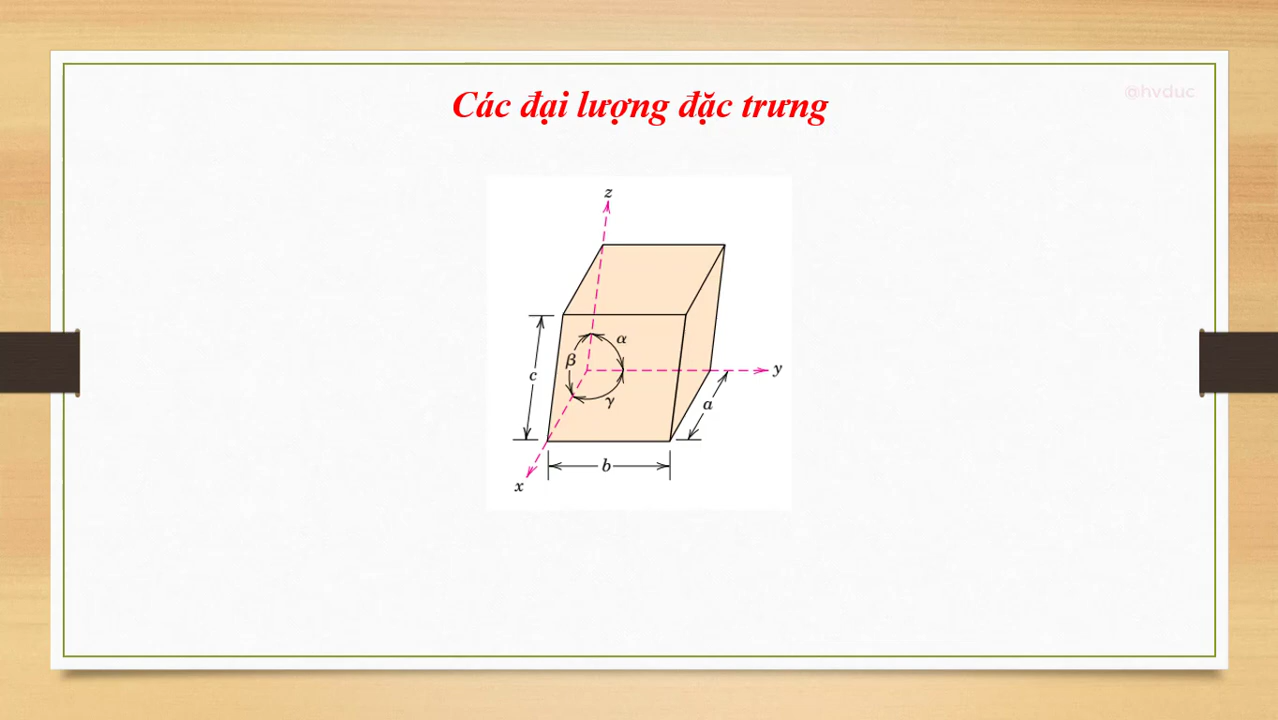 @hvduc
Các đại lượng đặc trưng
z
α
β
c
y
γ
a
b
x